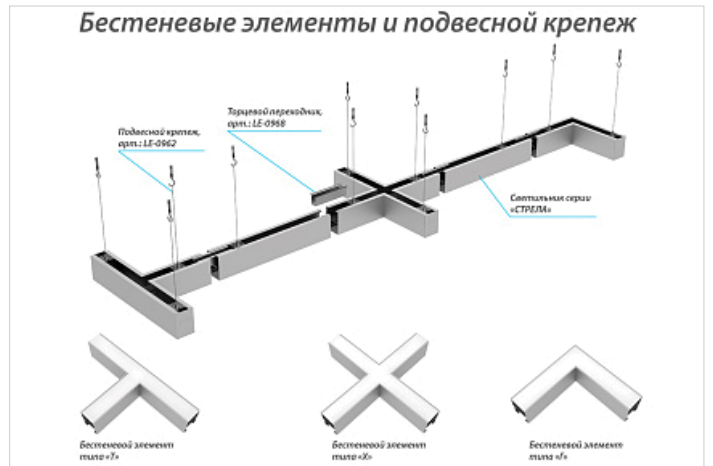 Бестеневые элементы и подвесной крепеж
Торцевой переходник,
арт.: LE-0968
Подвесной крепеж,
арт.: LE-0962
Светильник серии
«СТРЕЛА»
Бестеневой элемент
типа «Т»
Бестеневой элемент
типа «X»
Бестеневой элемент
типа «Г»